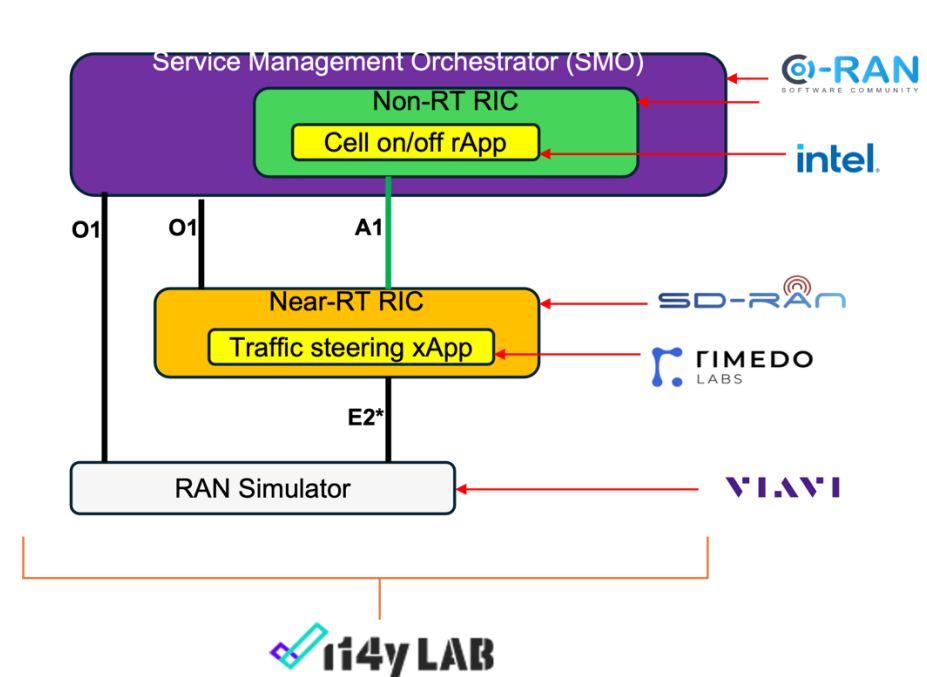 Service Management Orchestrator (SMO)
O-RAN
SOFTWARE COMMUNITY
Non-RT RIC
Cell on/off rApp
intel.
O1
O1
A1
Near-RT RIC
SD-RAN
Traffic steering xApp
rIMEDO
LABS
E2*
RAN Simulator
VIAVI
i14y LAB